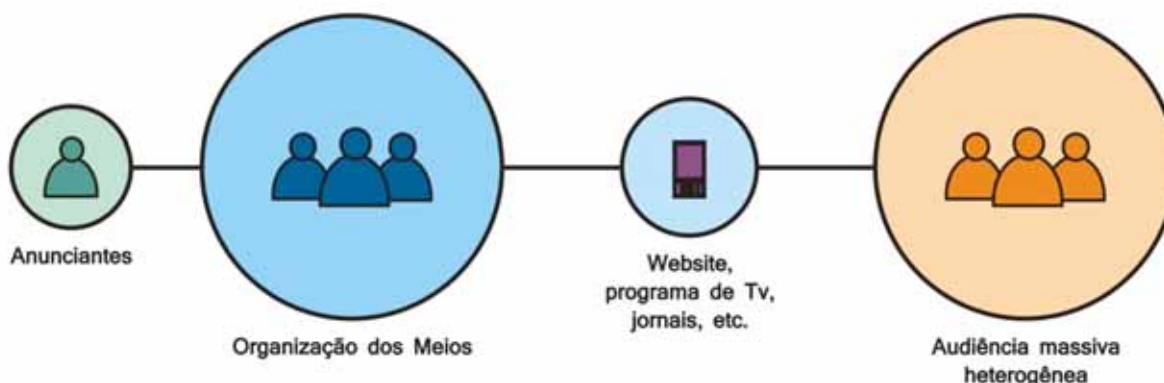 Anunciantes
Organização dos Meios
Website,
programa de Tv,
jornais, etc.
Audiência massiva
heterogênea